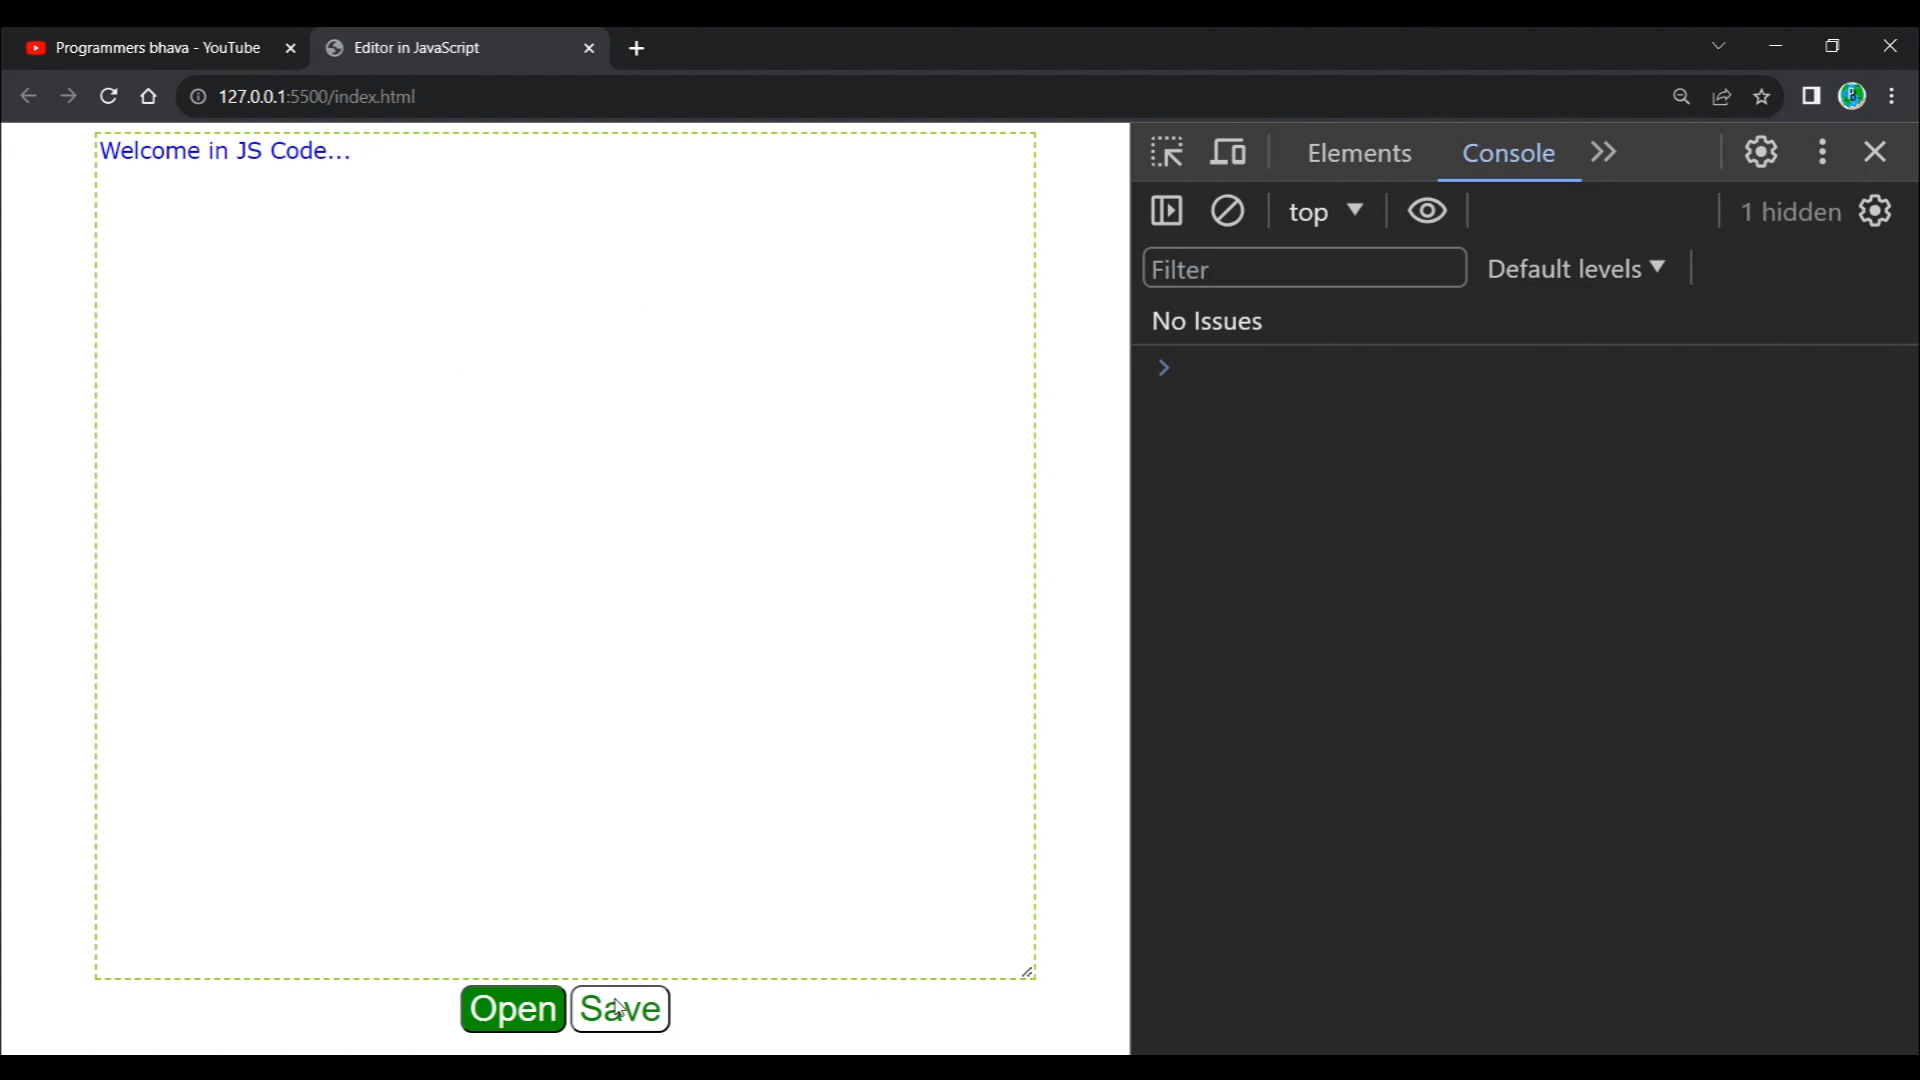 Programmers bhava - YouTube
Editor in JavaScript
127.0.0.1:5500/index.html
Welcome in JS Code...
Open Save
Elements Console
top 1 hidden
Filter Default levels
No Issues